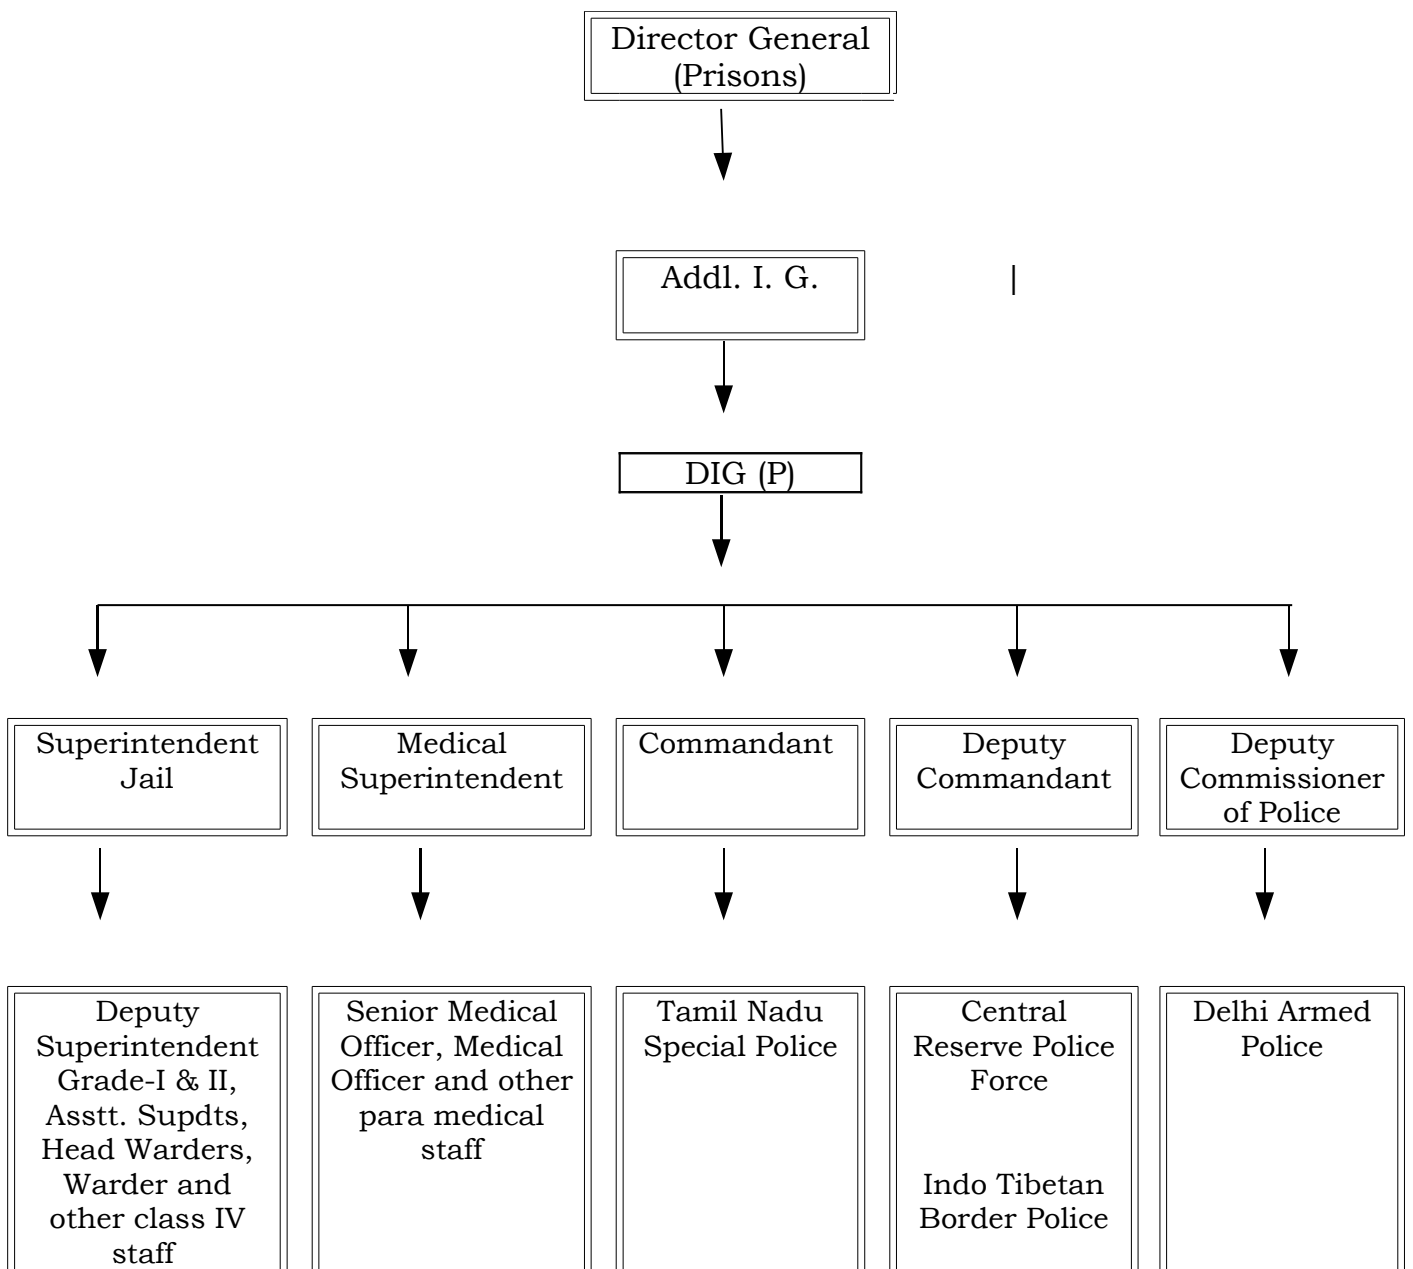 Director General
(Prisons)
Addl. I. G.
|
DIG (P)
Superintendent
Jail
Medical
Superintendent
Commandant
Deputy
Commandant
Deputy
Commissioner
of Police
Deputy
Superintendent
Grade-I & II,
Asstt. Supdts,
Head Warders,
Warder and
other class IV
staff
Senior Medical
Officer, Medical
Officer and other
para medical
staff
Tamil Nadu
Special Police
Central
Reserve Police
Force
Indo Tibetan
Border Police
Delhi Armed
Police